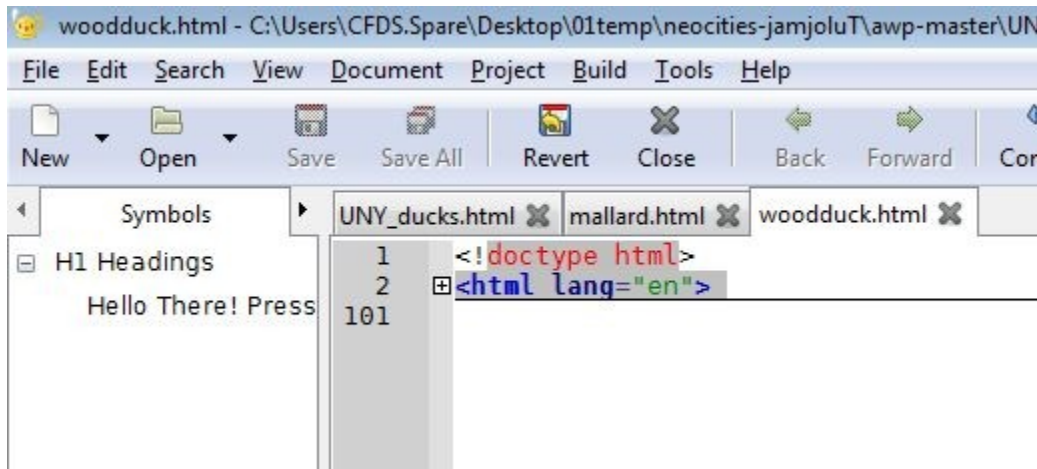 woodduck.html - C:\Users\CFDS.Spare\Desktop\01temp\neocities-jamjoluT\awp-master\UN
File Edit Search View Document Project Build Tools Help
New Open Save Save All Revert Close Back Forward Cor
Symbols UNY_ducks.html mallard.html woodduck.html
H1 Headings
Hello There! Press
1 <!doctype html>
2 <html lang="en">
101